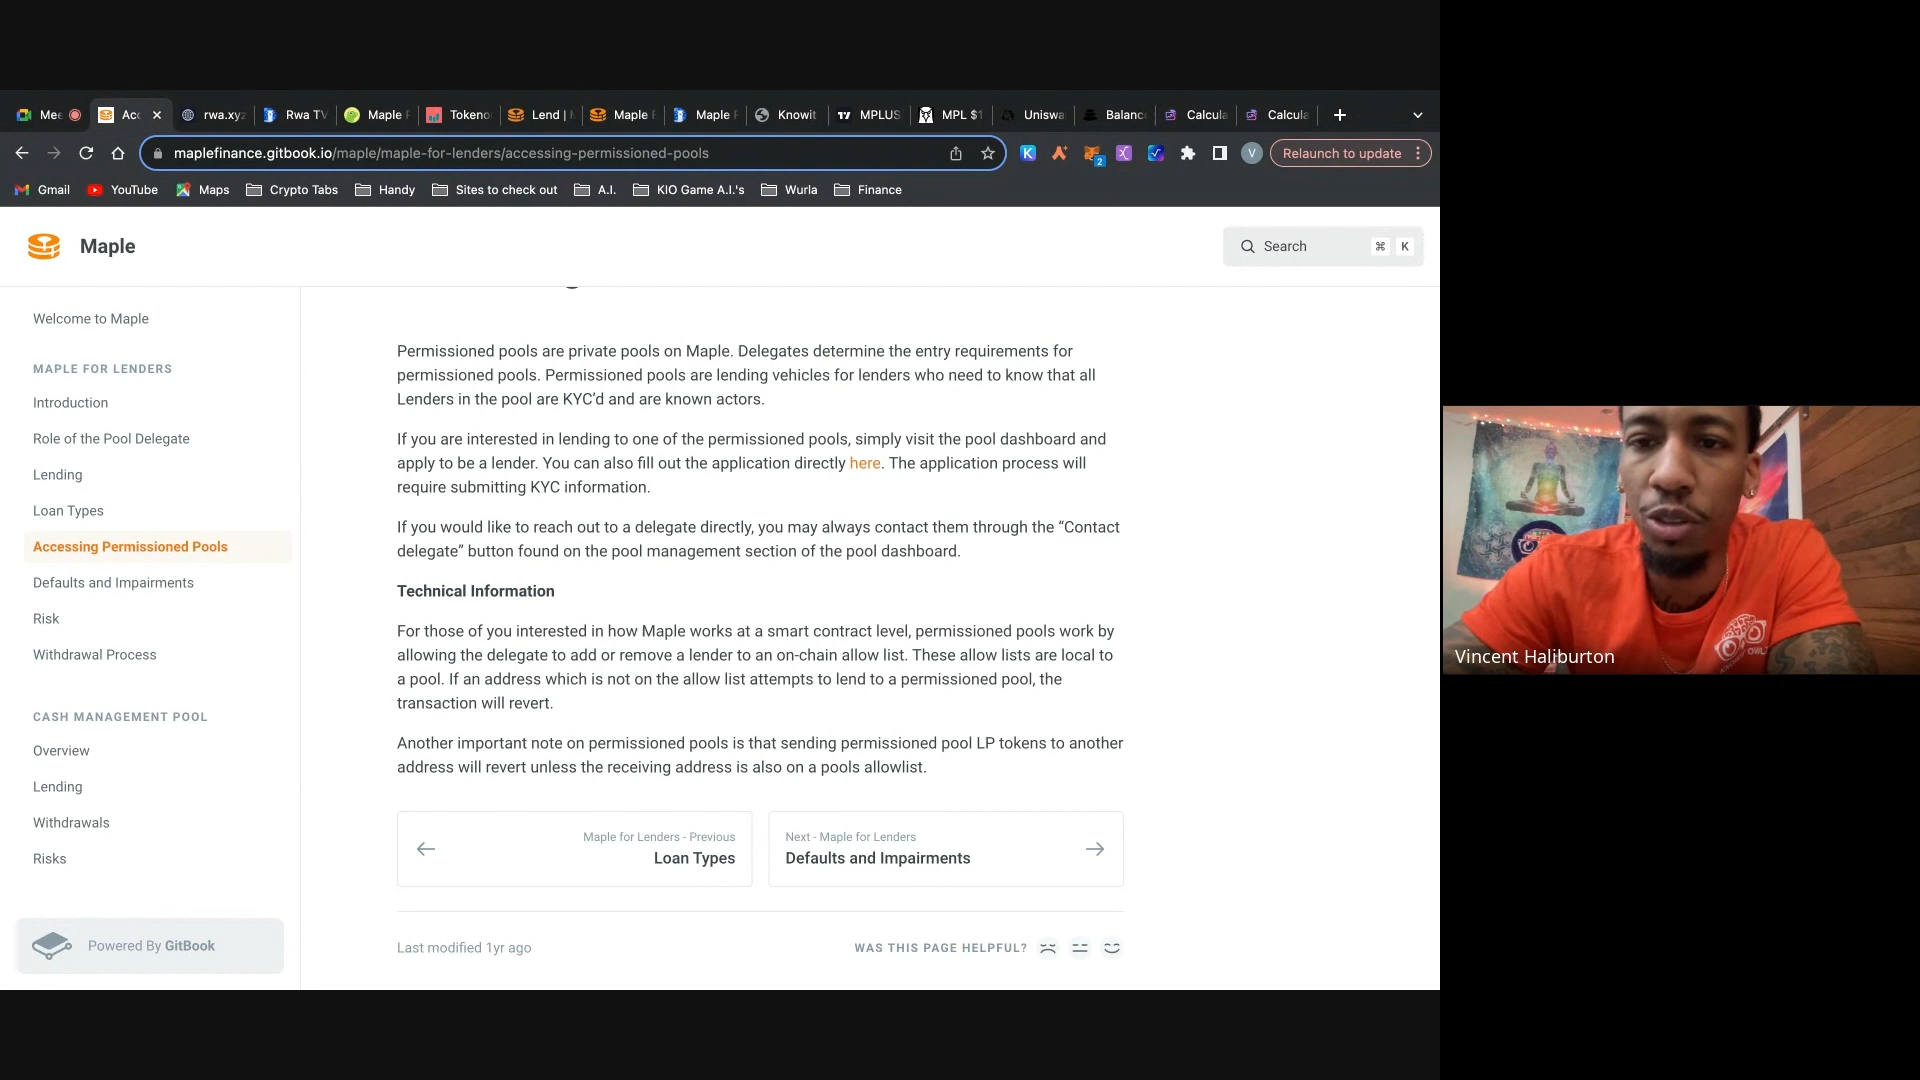 Mee
Acc
rwa.xyz
Rwa TV
Maple F
Tokeno
Lend | M
Maple F
Maple F
Knowit
MPLUS
MPL $1
Uniswa
Balanc
Calcula
Calcula
maplefinance.gitbook.io/maple/maple-for-lenders/accessing-permissioned-pools
2
V
Relaunch to update
Gmail
YouTube
Maps
Crypto Tabs
Handy
Sites to check out
A.I.
KIO Game A.I.'s
Wurla
Finance
Maple
Search
⌘ K
Welcome to Maple
MAPLE FOR LENDERS
Introduction
Role of the Pool Delegate
Lending
Loan Types
Accessing Permissioned Pools
Defaults and Impairments
Risk
Withdrawal Process
CASH MANAGEMENT POOL
Overview
Lending
Withdrawals
Risks
Powered By GitBook
Permissioned pools are private pools on Maple. Delegates determine the entry requirements for
permissioned pools. Permissioned pools are lending vehicles for lenders who need to know that all
Lenders in the pool are KYC’d and are known actors.
If you are interested in lending to one of the permissioned pools, simply visit the pool dashboard and
apply to be a lender. You can also fill out the application directly here. The application process will
require submitting KYC information.
If you would like to reach out to a delegate directly, you may always contact them through the “Contact
delegate” button found on the pool management section of the pool dashboard.
Technical Information
For those of you interested in how Maple works at a smart contract level, permissioned pools work by
allowing the delegate to add or remove a lender to an on-chain allow list. These allow lists are local to
a pool. If an address which is not on the allow list attempts to lend to a permissioned pool, the
transaction will revert.
Another important note on permissioned pools is that sending permissioned pool LP tokens to another
address will revert unless the receiving address is also on a pools allowlist.
Maple for Lenders - Previous
Loan Types
Next - Maple for Lenders
Defaults and Impairments
Last modified 1yr ago
WAS THIS PAGE HELPFUL?
Vincent Haliburton